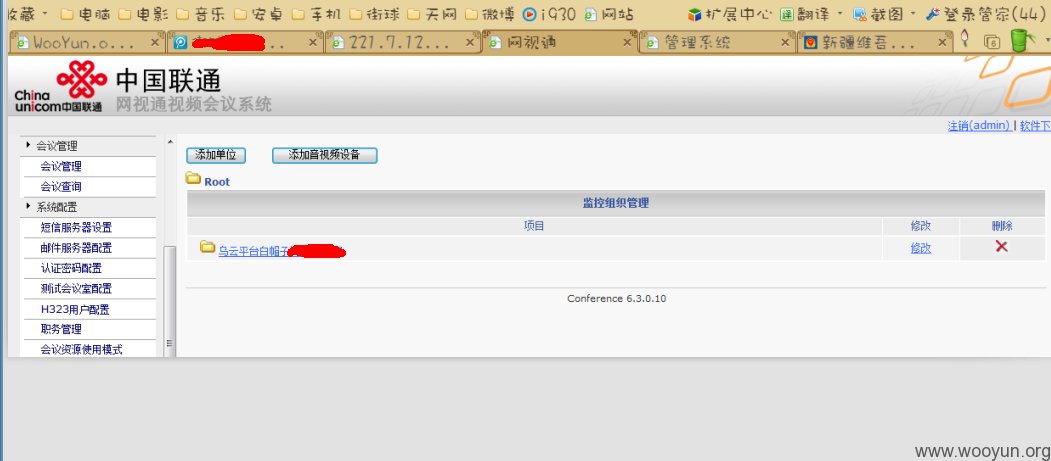 收藏 电脑 电影 音乐 安卓 手机 街球 天网 微博 i930 网站 扩展中心 翻译 截图 登录管家(44)
WooYun.o... 221.7.12... 网视通 管理系统 新疆维吾...
China unicom中国联通 中国联通
网视通视频会议系统
注销(admin) | 软件下
会议管理
会议管理
会议查询
系统配置
短信服务器设置
邮件服务器配置
认证密码配置
测试会议室配置
H323用户配置
职务管理
会议资源使用模式
添加单位 添加音视频设备
Root
监控组织管理
项目 修改 删除
乌云平台白帽子 修改
Conference 6.3.0.10
www.wooyun.org